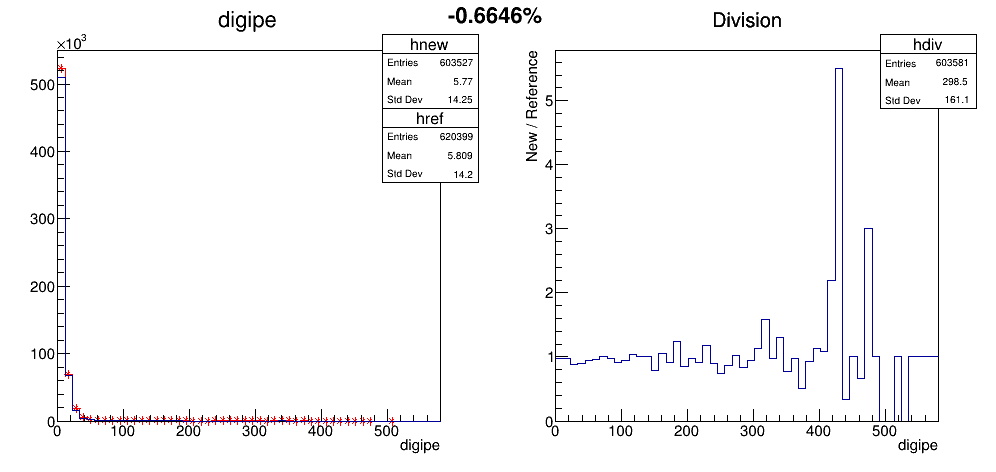 digipe
-0.6646%
Division
×10³
hnew
Entries 603527
Mean 5.77
Std Dev 14.25
href
Entries 620399
Mean 5.809
Std Dev 14.2
500
400
300
200
100
0
0 100 200 300 400 500
digipe
hdiv
Entries 603581
Mean 298.5
Std Dev 161.1
New / Reference
5
4
3
2
1
0
0 100 200 300 400 500
digipe